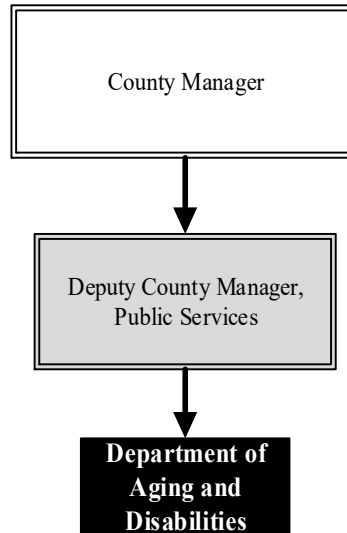 County Manager
Deputy County Manager,
Public Services
Department of
Aging and
Disabilities